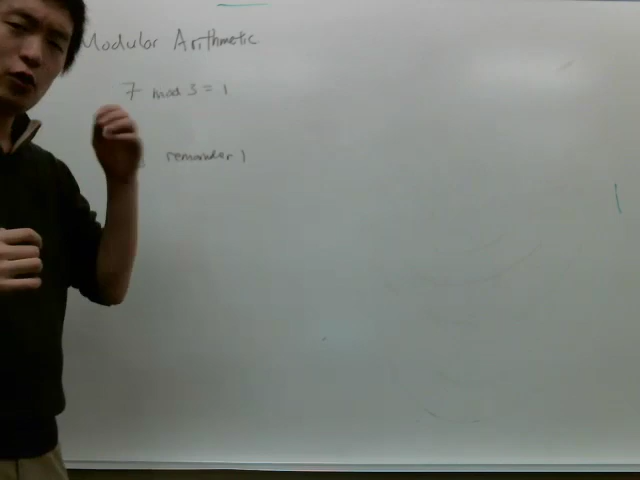 Modular Arithmetic
7 mod 3 = 1
remainder 1